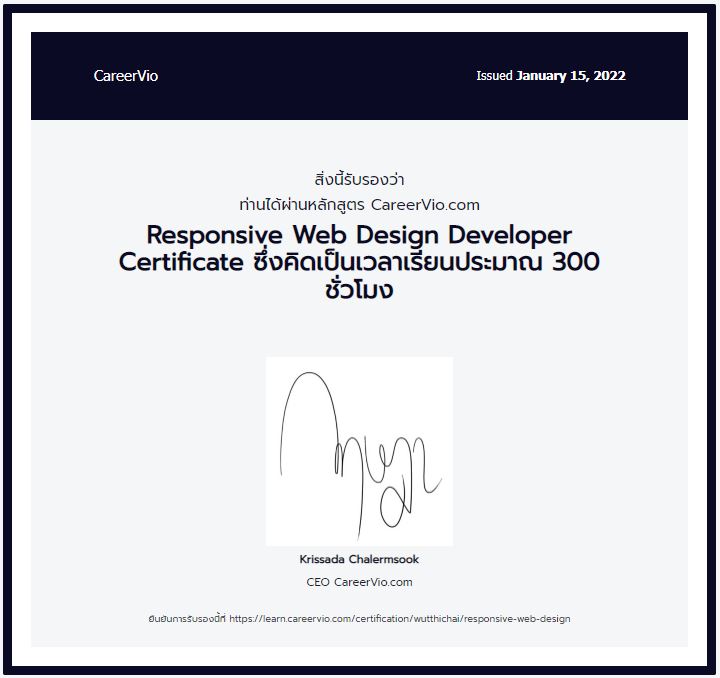 CareerVio
Issued January 15, 2022
สิ่งนี้รับรองว่า
ท่านได้ผ่านหลักสูตร CareerVio.com
Responsive Web Design Developer
Certificate ซึ่งคิดเป็นเวลาเรียนประมาณ 300
ชั่วโมง
Krissada Chalermsook
CEO CareerVio.com
ยืนยันการรับรองนี้ที่ https://learn.careervio.com/certification/wutthichai/responsive-web-design